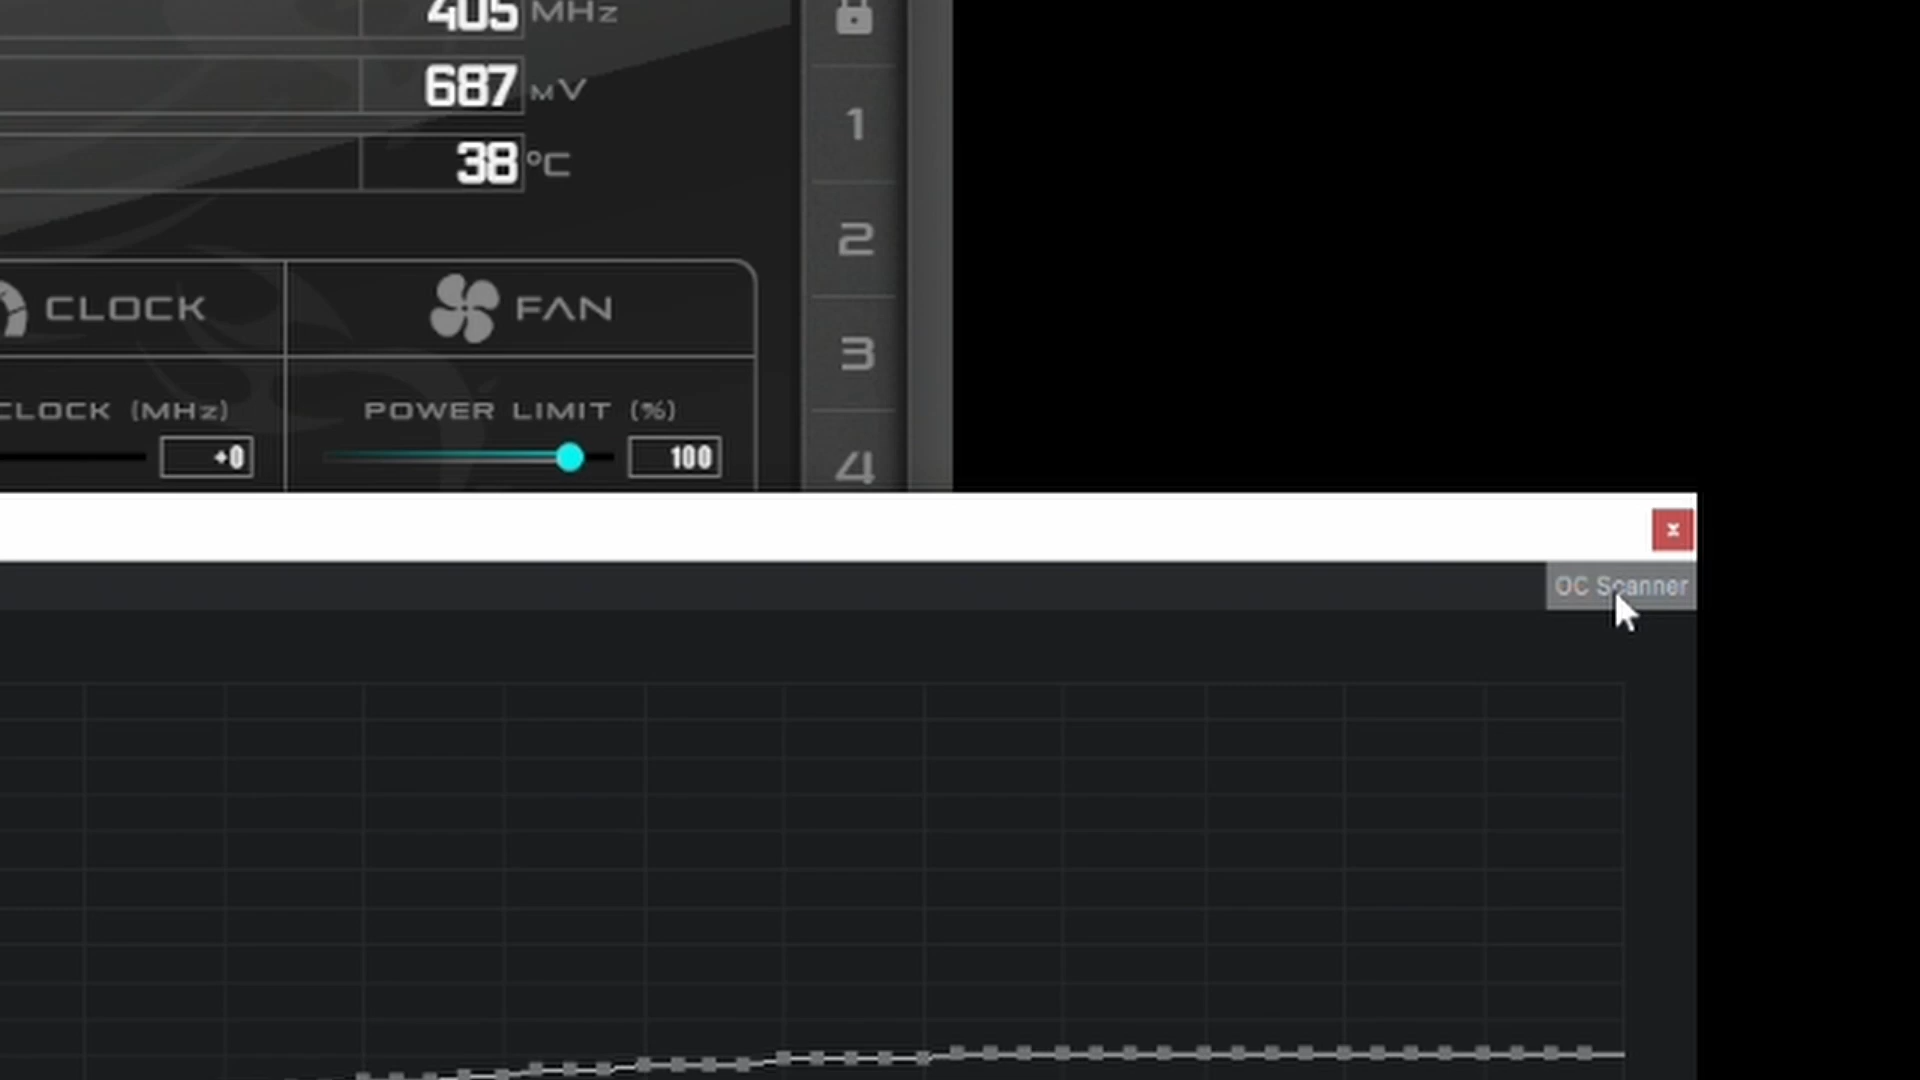 405 MHz
687 MV
38 °C
1
2
3
4
CLOCK
FAN
CLOCK (MHz)
POWER LIMIT (%)
+0
100
x
OC Scanner